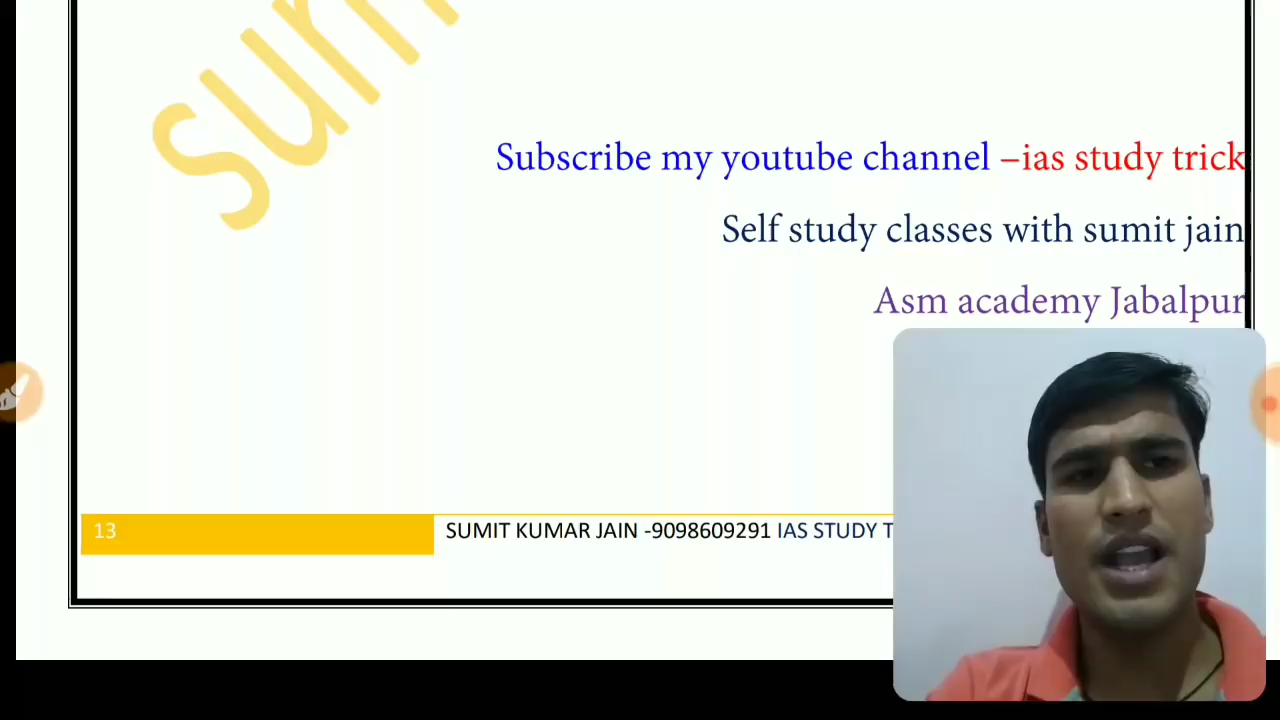 Subscribe my youtube channel –ias study trick
Self study classes with sumit jain
Asm academy Jabalpur
13
SUMIT KUMAR JAIN -9098609291 IAS STUDY